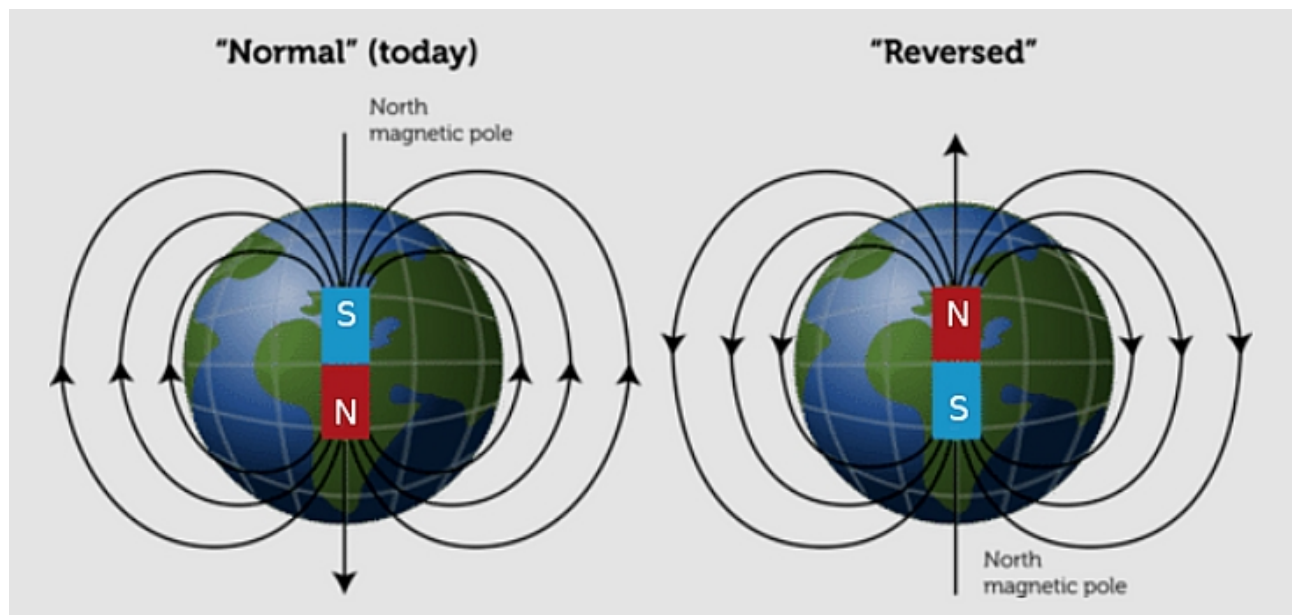 “Normal” (today)
“Reversed”
North
magnetic pole
S
N
N
S
North
magnetic pole